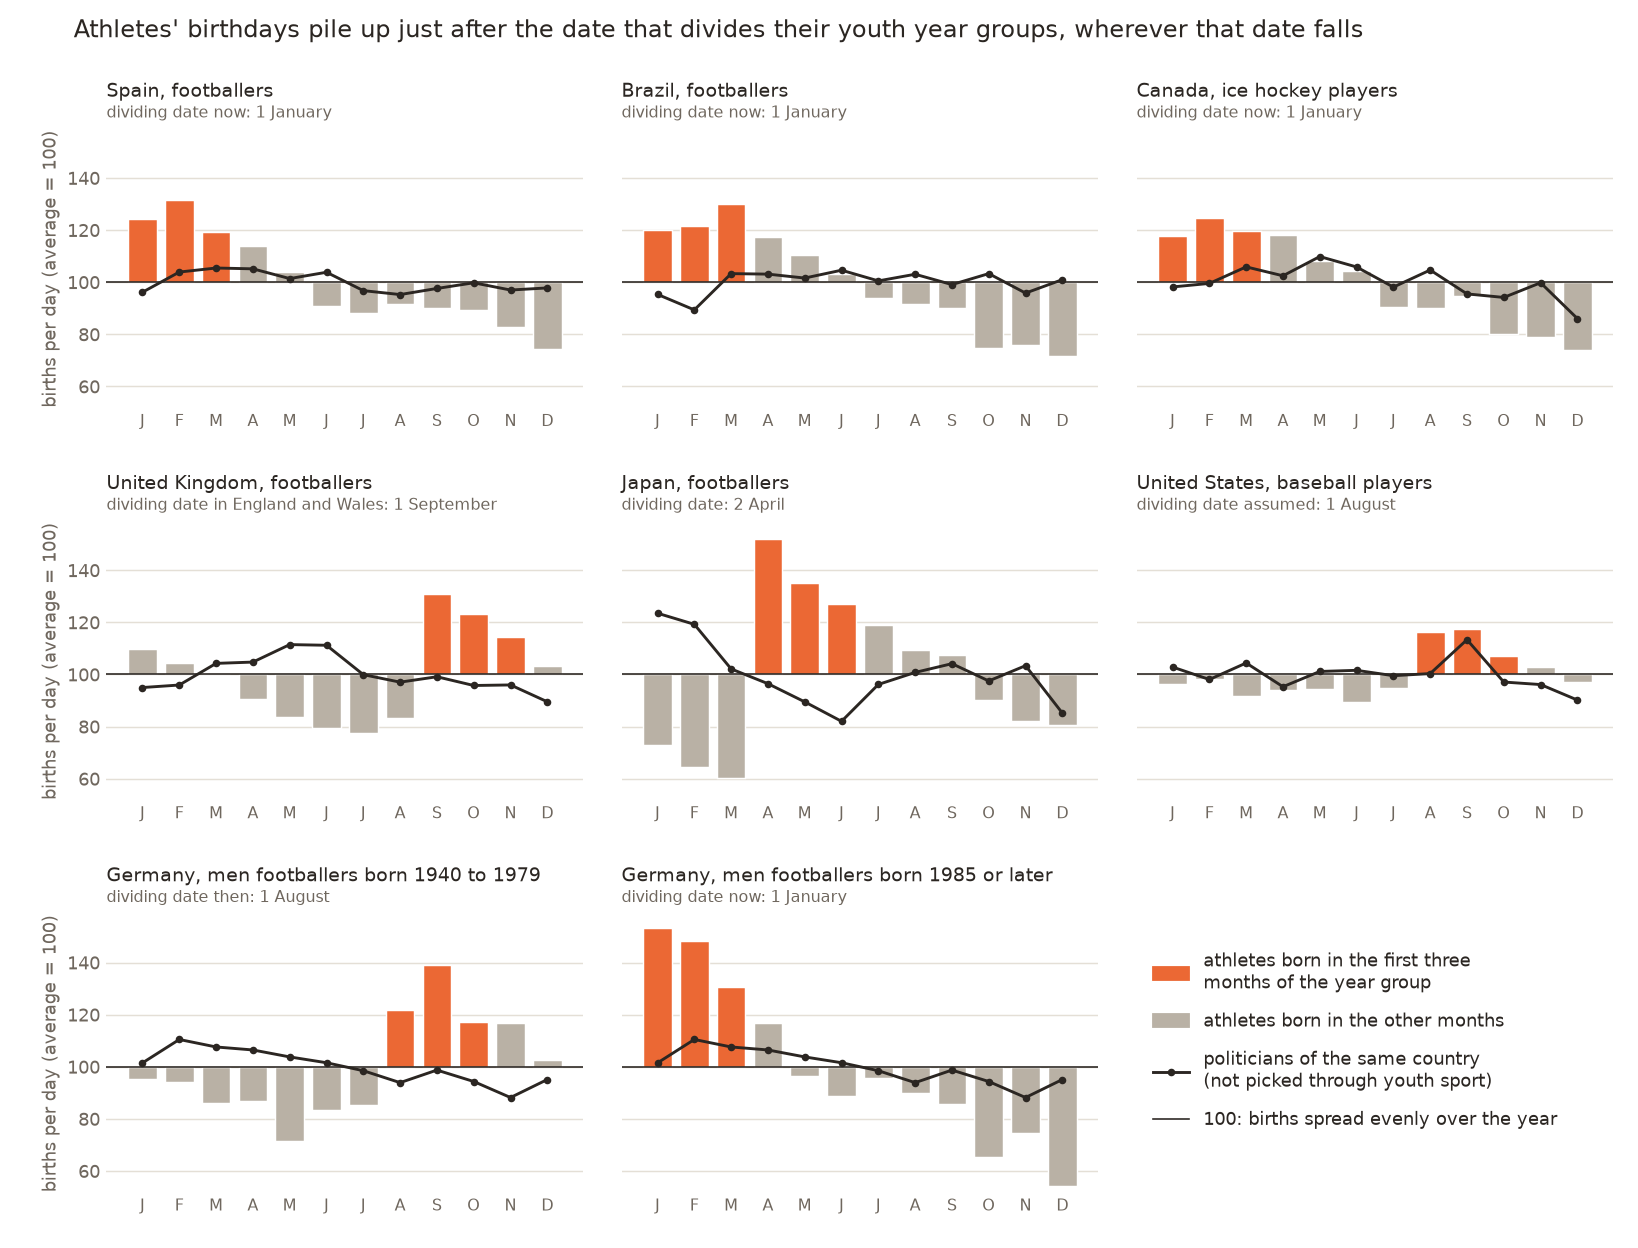 Athletes' birthdays pile up just after the date that divides their youth year groups, wherever that date falls
Spain, footballers
dividing date now: 1 January
births per day (average = 100)
140
120
100
80
60
J F M A M J J A S O N D
Brazil, footballers
dividing date now: 1 January
J F M A M J J A S O N D
Canada, ice hockey players
dividing date now: 1 January
J F M A M J J A S O N D
United Kingdom, footballers
dividing date in England and Wales: 1 September
births per day (average = 100)
140
120
100
80
60
J F M A M J J A S O N D
Japan, footballers
dividing date: 2 April
J F M A M J J A S O N D
United States, baseball players
dividing date assumed: 1 August
J F M A M J J A S O N D
Germany, men footballers born 1940 to 1979
dividing date then: 1 August
births per day (average = 100)
140
120
100
80
60
J F M A M J J A S O N D
Germany, men footballers born 1985 or later
dividing date now: 1 January
J F M A M J J A S O N D
athletes born in the first three
months of the year group
athletes born in the other months
politicians of the same country
(not picked through youth sport)
100: births spread evenly over the year